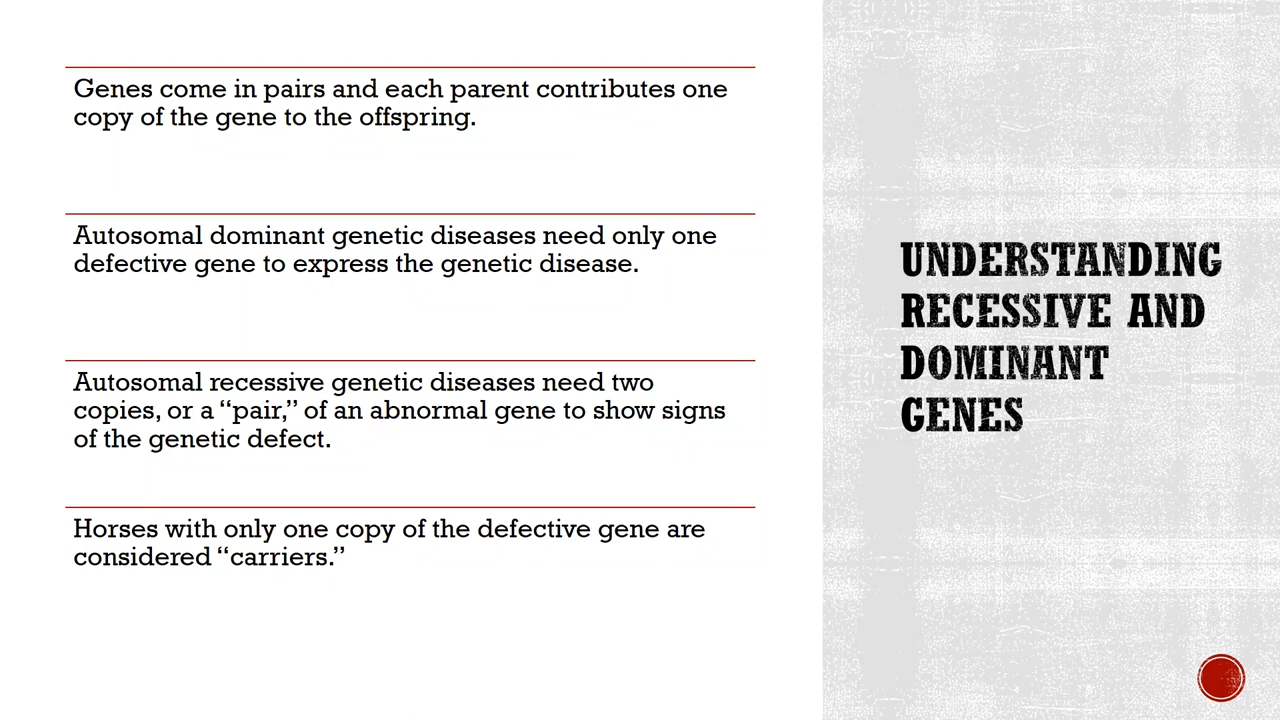 Genes come in pairs and each parent contributes one
copy of the gene to the offspring.
Autosomal dominant genetic diseases need only one
defective gene to express the genetic disease.
Autosomal recessive genetic diseases need two
copies, or a “pair,” of an abnormal gene to show signs
of the genetic defect.
Horses with only one copy of the defective gene are
considered “carriers.”
UNDERSTANDING
RECESSIVE AND
DOMINANT
GENES